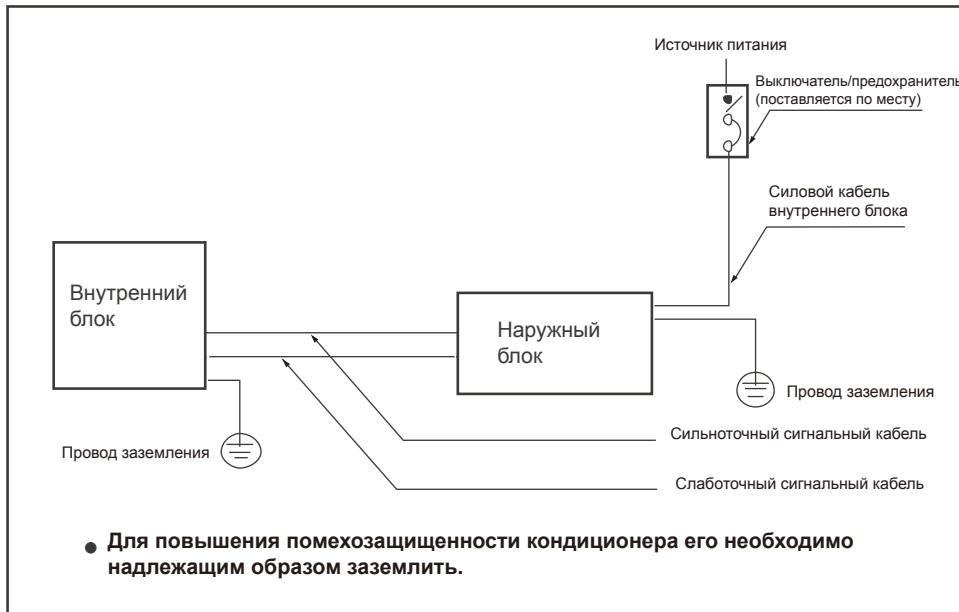 Источник питания
Выключатель/предохранитель
(поставляется по месту)
Силовой кабель
внутреннего блока
Внутренний
блок
Наружный
блок
Провод заземления
Сильноточный сигнальный кабель
Провод заземления
Слаботочный сигнальный кабель
● Для повышения помехозащищенности кондиционера его необходимо
надлежащим образом заземлить.